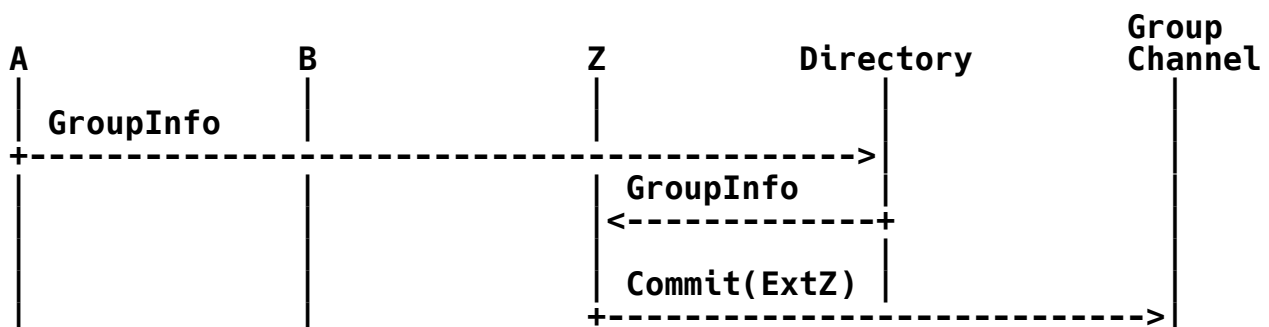 Group
A B Z Directory Channel
GroupInfo
GroupInfo
Commit(ExtZ)